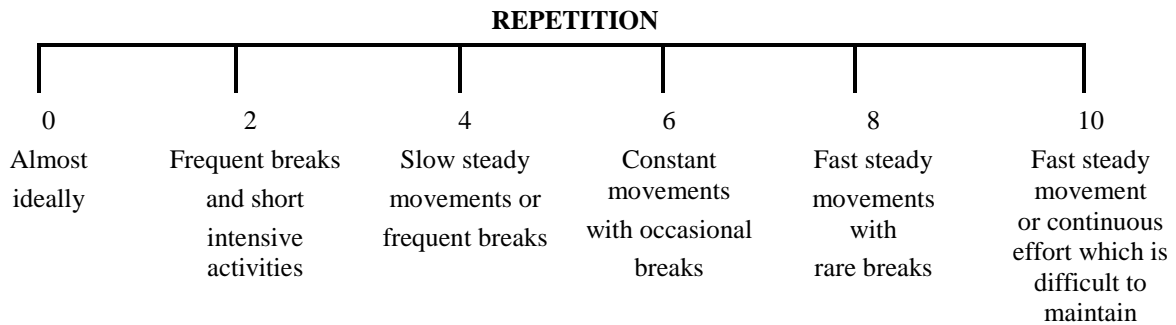 REPETITION
0
Almost
ideally
2
Frequent breaks
and short
intensive
activities
4
Slow steady
movements or
frequent breaks
6
Constant
movements
with occasional
breaks
8
Fast steady
movements
with
rare breaks
10
Fast steady
movement
or continuous
effort which is
difficult to
maintain